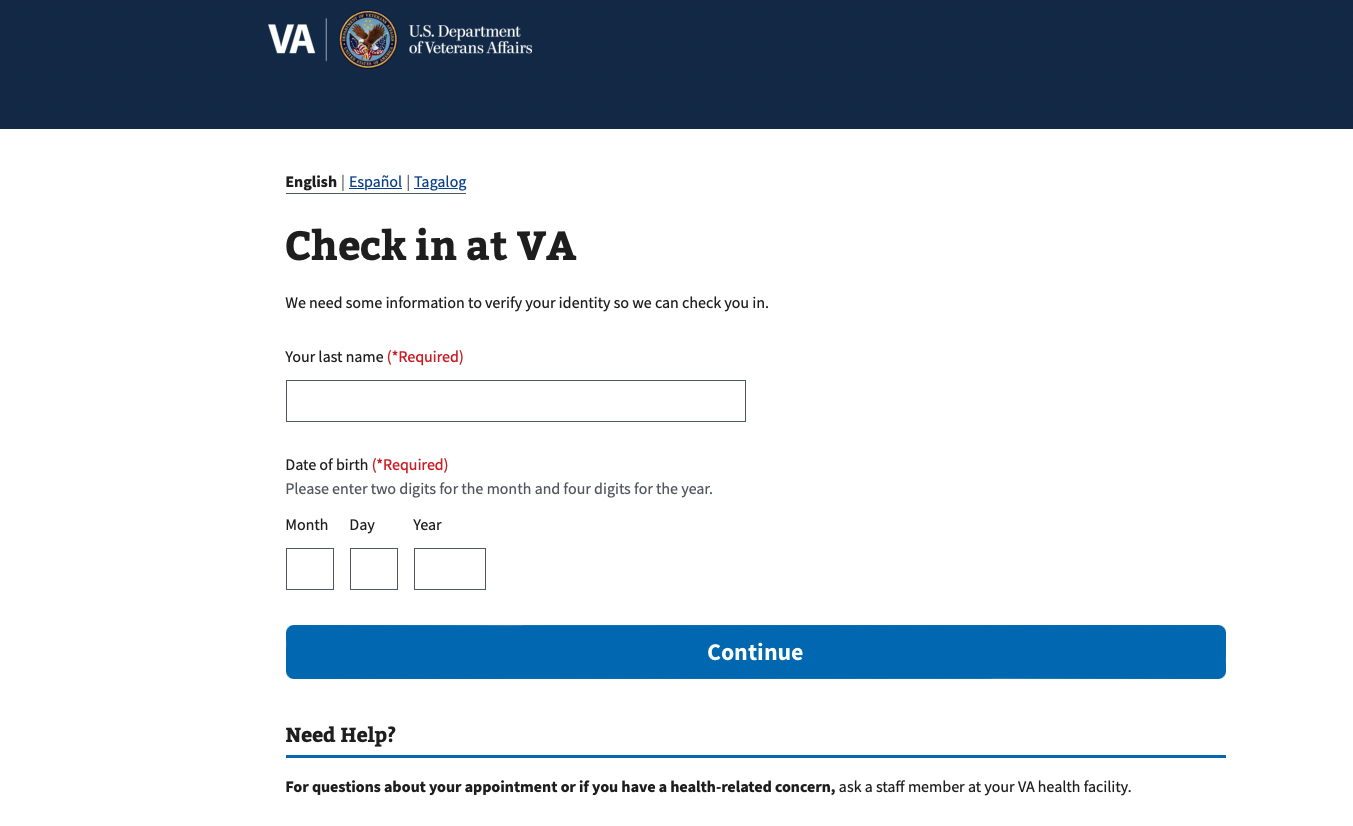 VA
U.S. Department
of Veterans Affairs
English | Español | Tagalog
Check in at VA
We need some information to verify your identity so we can check you in.
Your last name (*Required)
Date of birth (*Required)
Please enter two digits for the month and four digits for the year.
Month Day Year
Continue
Need Help?
For questions about your appointment or if you have a health-related concern, ask a staff member at your VA health facility.